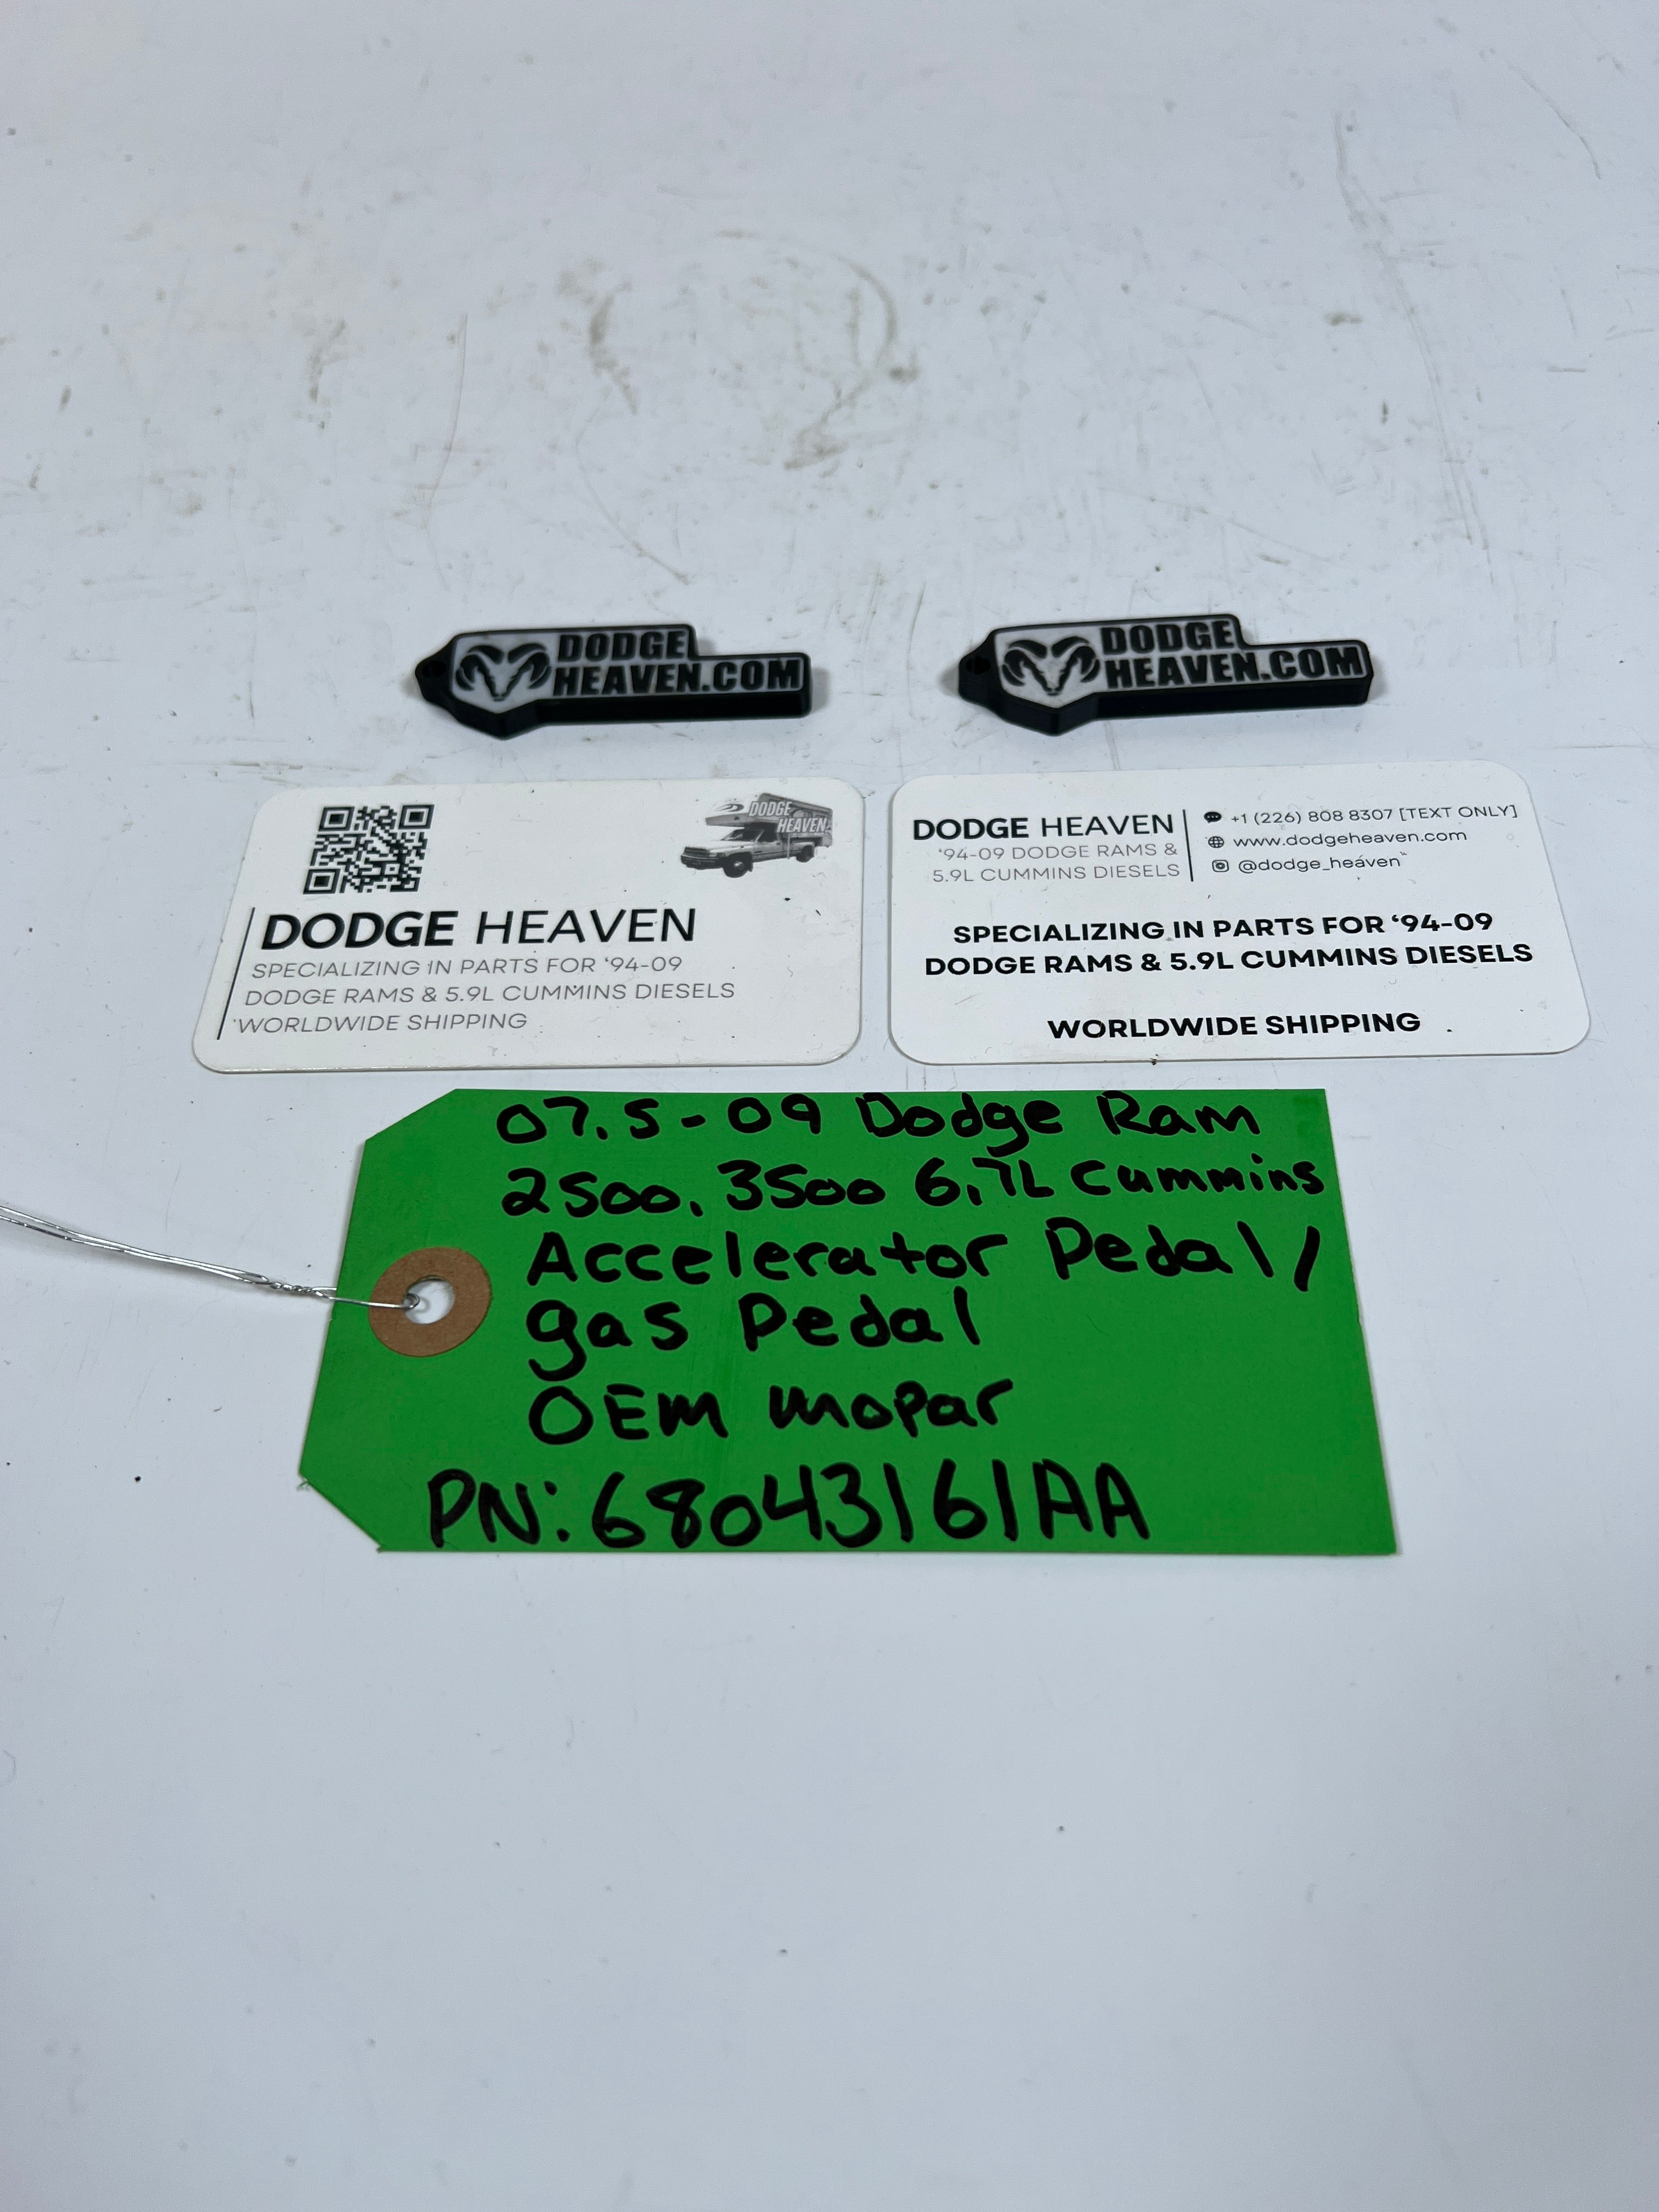 DODGE
HEAVEN.COM
DODGE
HEAVEN.COM
DODGE
HEAVEN
DODGE HEAVEN
SPECIALIZING IN PARTS FOR ‘94-09
DODGE RAMS & 5.9L CUMMINS DIESELS
WORLDWIDE SHIPPING
DODGE HEAVEN
‘94-09 DODGE RAMS &
5.9L CUMMINS DIESELS
+1 (226) 808 8307 [TEXT ONLY]
www.dodgeheaven.com
@dodge_heaven
SPECIALIZING IN PARTS FOR ‘94-09
DODGE RAMS & 5.9L CUMMINS DIESELS
WORLDWIDE SHIPPING
07.5-09 Dodge Ram
2500, 3500 6.7L Cummins
Accelerator Pedal/
gas Pedal
OEM mopar
PN: 68043161AA